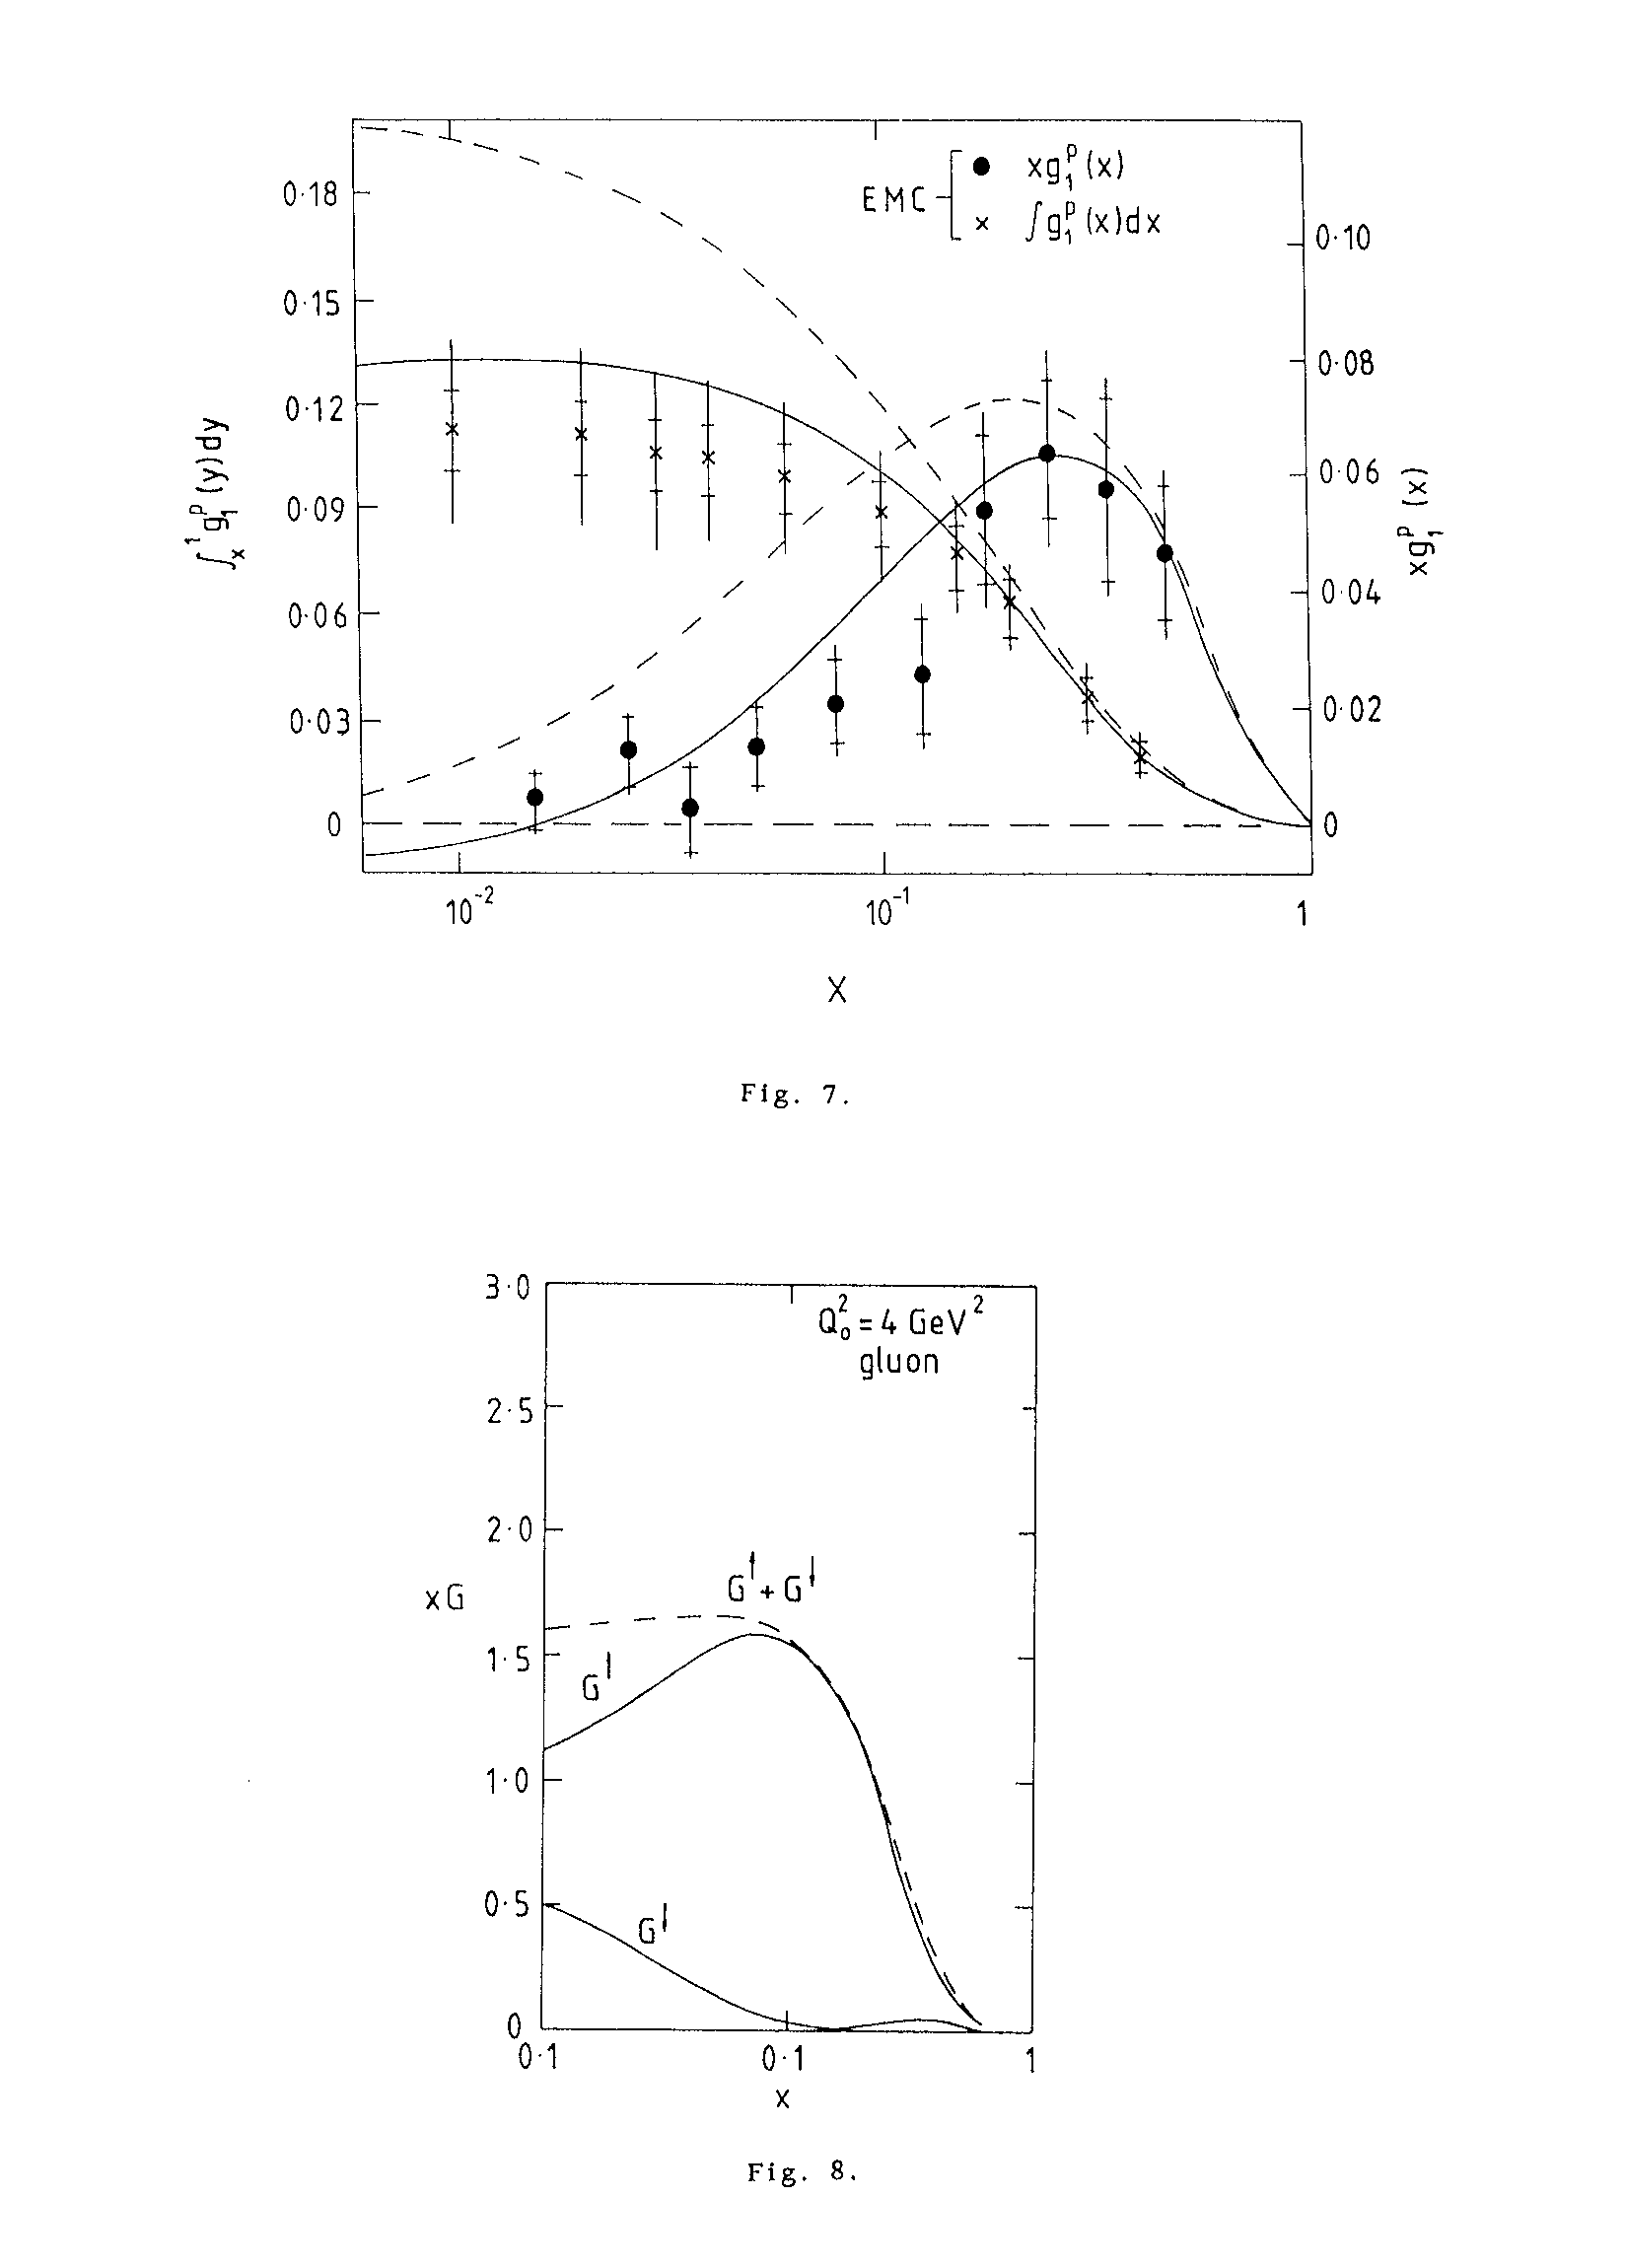 EMC
● xg₁ᵖ(x)
× ∫g₁ᵖ(x)dx
0·18
0·15
0·12
0·09
0·06
0·03
0
∫ₓ¹g₁ᵖ(y)dy
0·10
0·08
0·06
0·04
0·02
0
xg₁ᵖ(x)
10⁻² 10⁻¹ 1
X
Fig. 7.
3·0
2·5
2·0
1·5
1·0
0·5
0
xG
Q₀²=4 GeV²
gluon
G↑+G↓
G↑
G↓
0·1 0·1 1
x
Fig. 8.